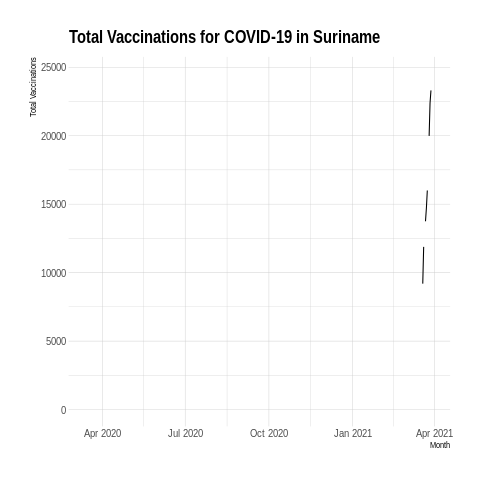 Total Vaccinations for COVID-19 in Suriname
Total Vaccinations
25000
20000
15000
10000
5000
0
Apr 2020 Jul 2020 Oct 2020 Jan 2021 Apr 2021
Month